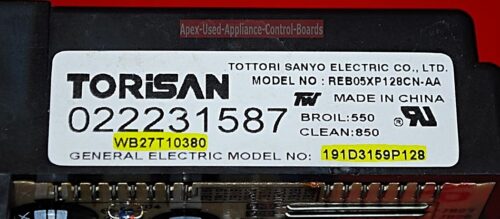 Apex-Used-Appliance-Control-Boards
TOTTORI SANYO ELECTRIC CO., LTD.
TORiSAN
MODEL NO : REB05XP128CN-AA
MADE IN CHINA
022231587
BROIL:550
CLEAN:850
WB27T10380
GENERAL ELECTRIC MODEL NO: 191D3159P128